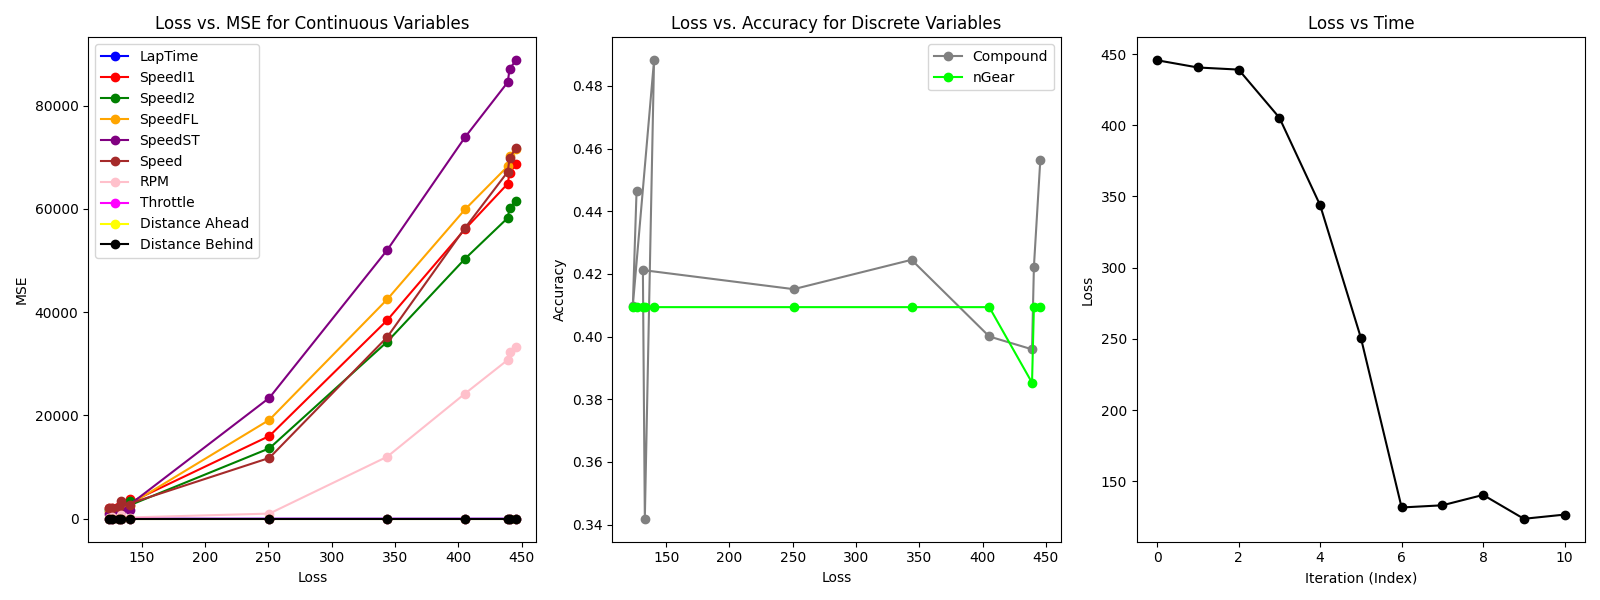 Loss vs. MSE for Continuous Variables
MSE
80000
60000
40000
20000
0
LapTime
SpeedI1
SpeedI2
SpeedFL
SpeedST
Speed
RPM
Throttle
Distance Ahead
Distance Behind
150 200 250 300 350 400 450
Loss
Loss vs. Accuracy for Discrete Variables
Accuracy
0.48
0.46
0.44
0.42
0.40
0.38
0.36
0.34
Compound
nGear
150 200 250 300 350 400 450
Loss
Loss vs Time
Loss
450
400
350
300
250
200
150
0 2 4 6 8 10
Iteration (Index)